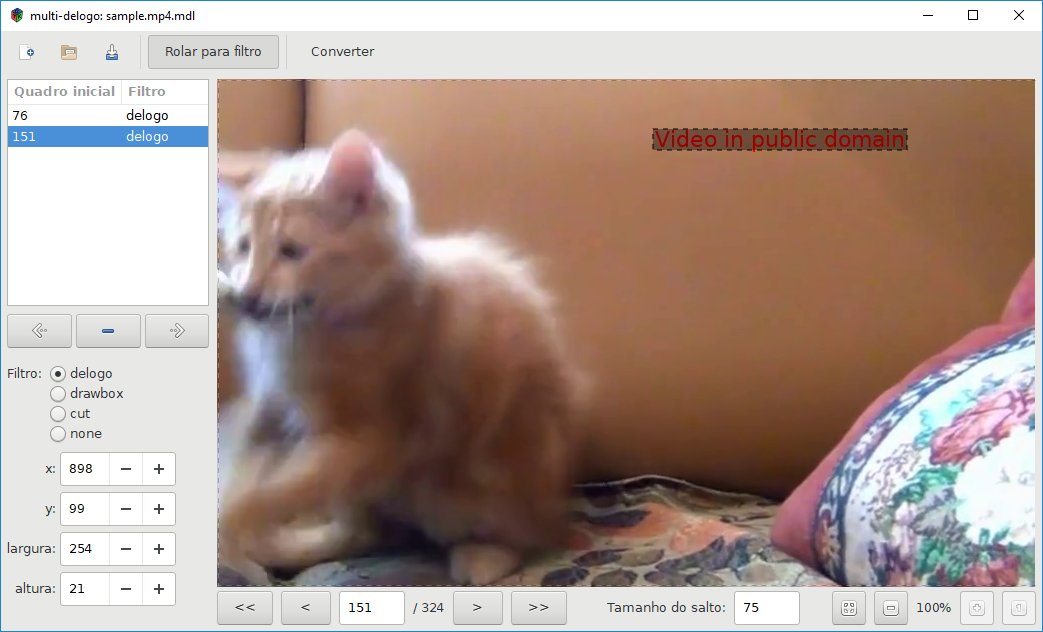 multi-delogo: sample.mp4.mdl
Rolar para filtro Converter
Quadro inicial Filtro
76 delogo
151 delogo
Video in public domain
Filtro: delogo
drawbox
cut
none
x: 898
y: 99
largura: 254
altura: 21
<< < 151 / 324 > >> Tamanho do salto: 75 100%